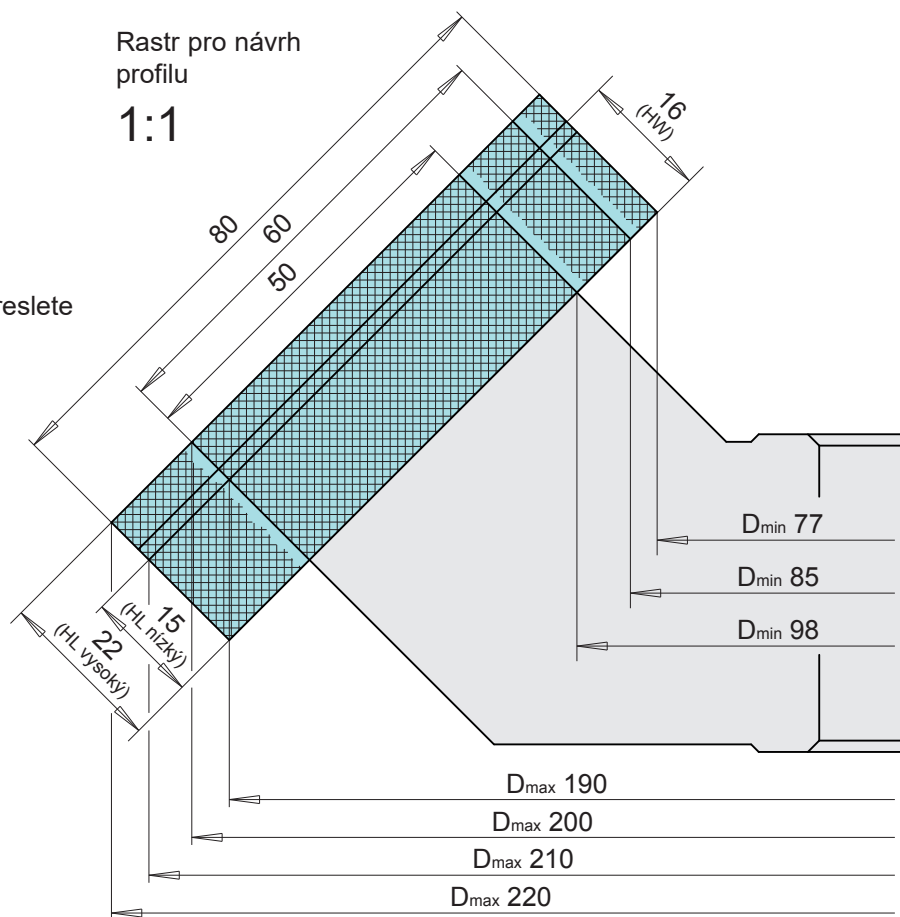 Rastr pro návrh
profilu
1:1
16
(HW)
80
60
50
reslete
Dmin 77
Dmin 85
Dmin 98
15
(HL nízký)
22
(HL vysoký)
Dmax 190
Dmax 200
Dmax 210
Dmax 220